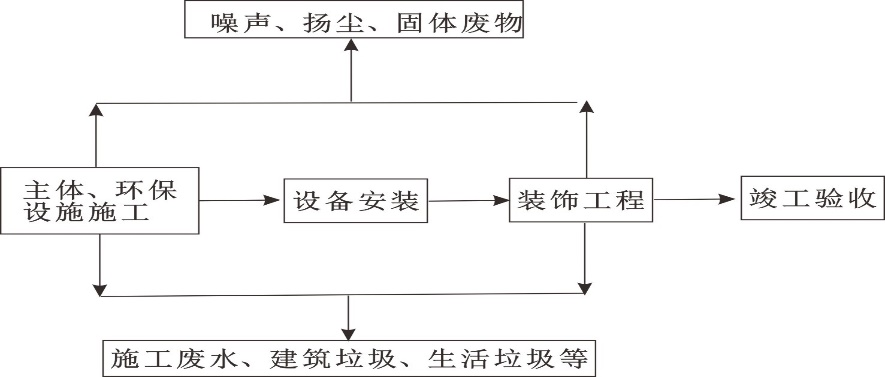 噪声、扬尘、固体废物
主体、环保
设施施工
设备安装
装饰工程
竣工验收
施工废水、建筑垃圾、生活垃圾等